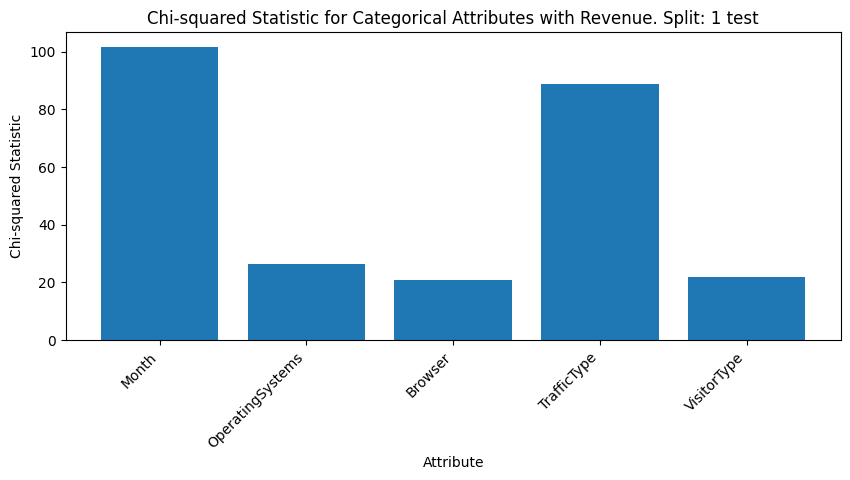 Chi-squared Statistic for Categorical Attributes with Revenue. Split: 1 test
Chi-squared Statistic
100
80
60
40
20
0
Month
OperatingSystems
Browser
TrafficType
VisitorType
Attribute